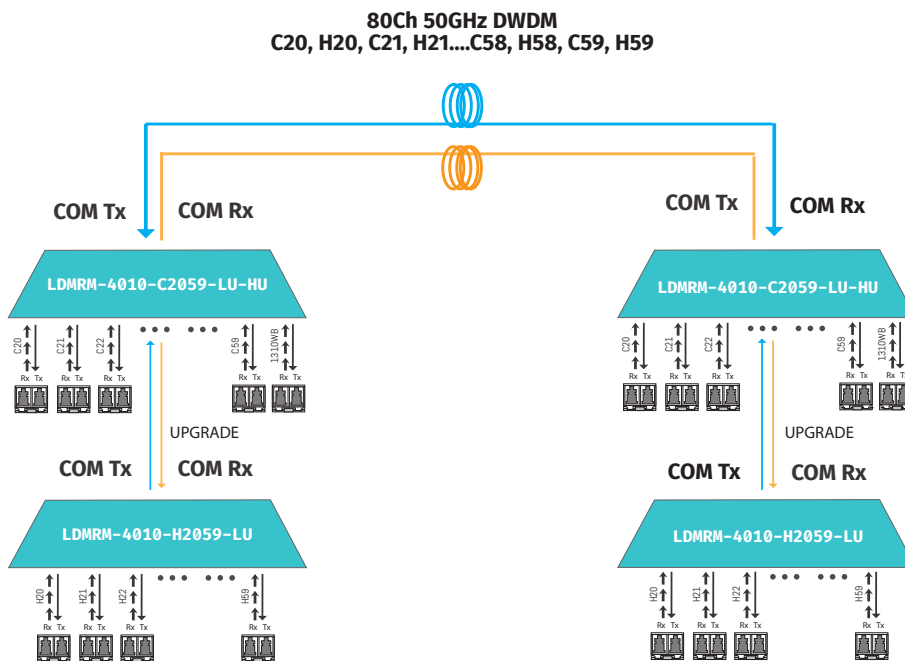 80Ch 50GHz DWDM
C20, H20, C21, H21....C58, H58, C59, H59
COM Tx COM Rx COM Tx COM Rx
LDMRM-4010-C2059-LU-HU LDMRM-4010-C2059-LU-HU
C20 C21 C22 C59 1310WB C20 C21 C22 C59 1310WB
Rx Tx Rx Tx Rx Tx Rx Tx Rx Tx Rx Tx Rx Tx Rx Tx Rx Tx Rx Tx
UPGRADE UPGRADE
COM Tx COM Rx COM Tx COM Rx
LDMRM-4010-H2059-LU LDMRM-4010-H2059-LU
H20 H21 H22 H59 H20 H21 H22 H59
Rx Tx Rx Tx Rx Tx Rx Tx Rx Tx Rx Tx Rx Tx Rx Tx